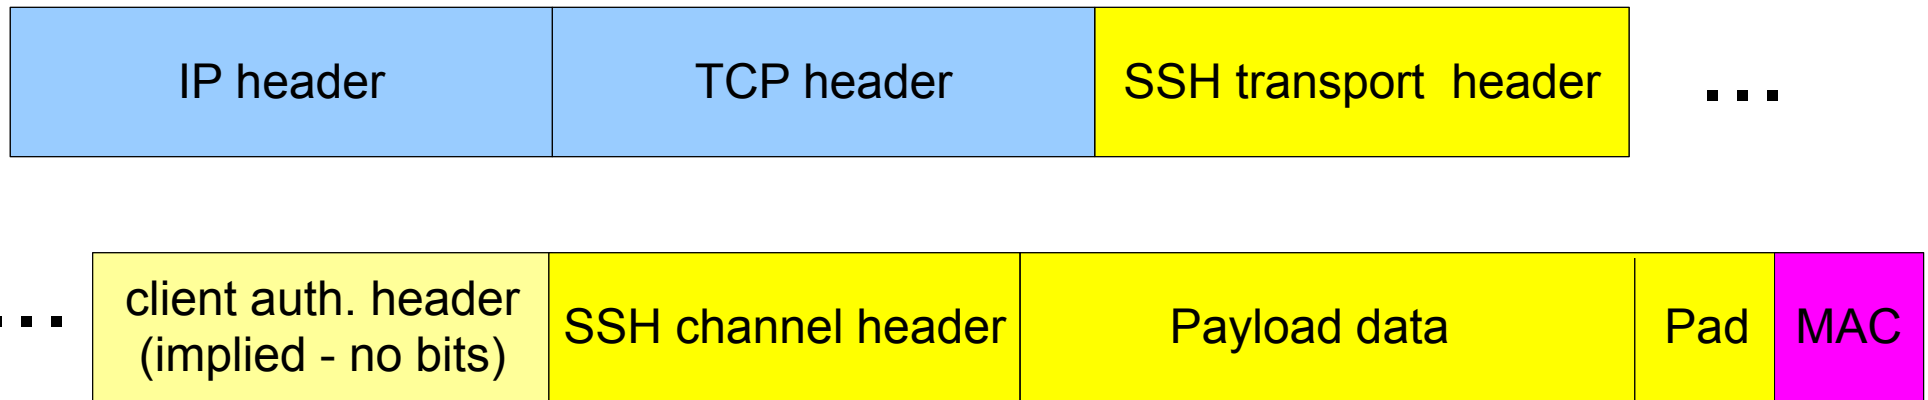 IP header
TCP header
SSH transport  header
...
...
client auth. header
(implied - no bits)
SSH channel header
Payload data
Pad
MAC